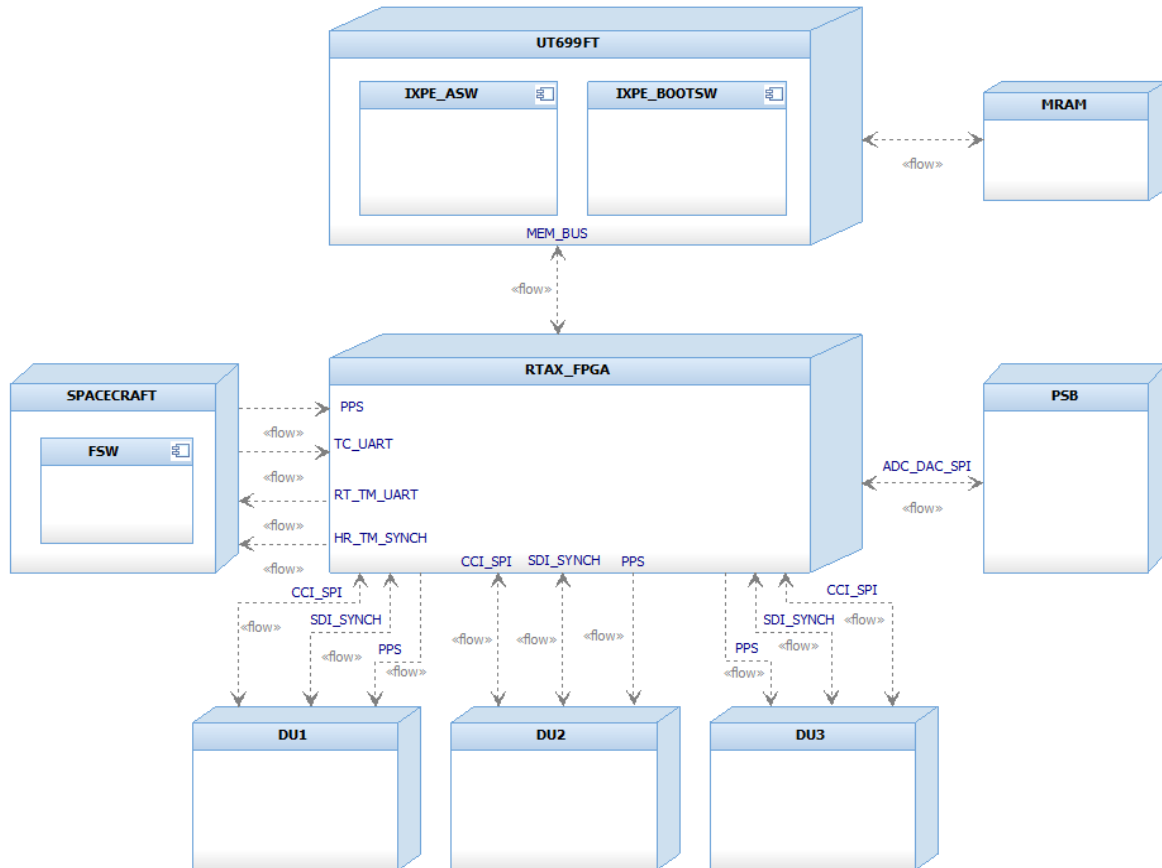 UT699FT
IXPE_ASW
IXPE_BOOTSW
MRAM
«flow»
MEM_BUS
«flow»
RTAX_FPGA
SPACECRAFT
PSB
PPS
«flow»
FSW
TC_UART
ADC_DAC_SPI
«flow»
RT_TM_UART
«flow»
«flow»
HR_TM_SYNCH
«flow»
CCI_SPI
SDI_SYNCH
PPS
CCI_SPI
CCI_SPI
SDI_SYNCH
SDI_SYNCH
«flow»
«flow»
«flow»
«flow»
«flow»
«flow»
PPS
PPS
«flow»
«flow»
«flow»
DU1
DU2
DU3